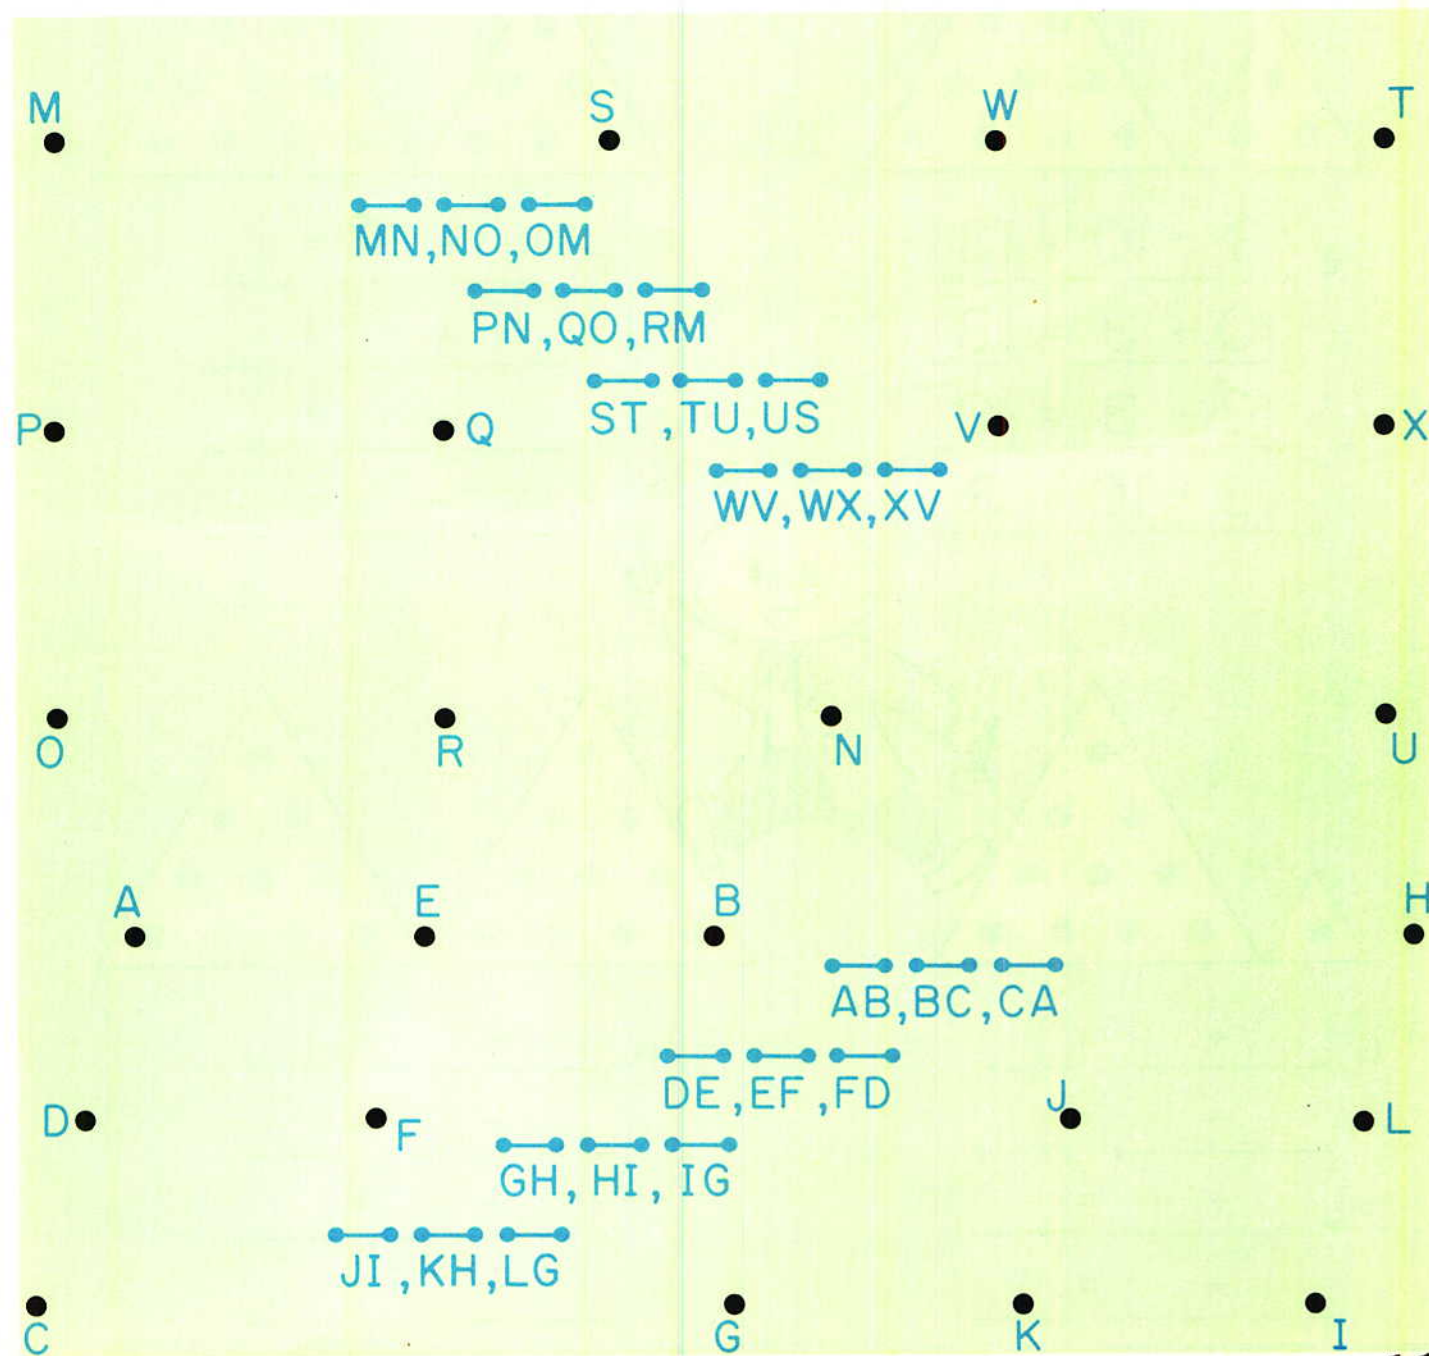 M S W T
MN,NO,OM
PN,QO,RM
ST,TU,US
P Q V X
WV,WX,XV
O R N U
A E B H
AB,BC,CA
DE,EF,FD
D F J L
GH,HI,IG
JI,KH,LG
C G K I